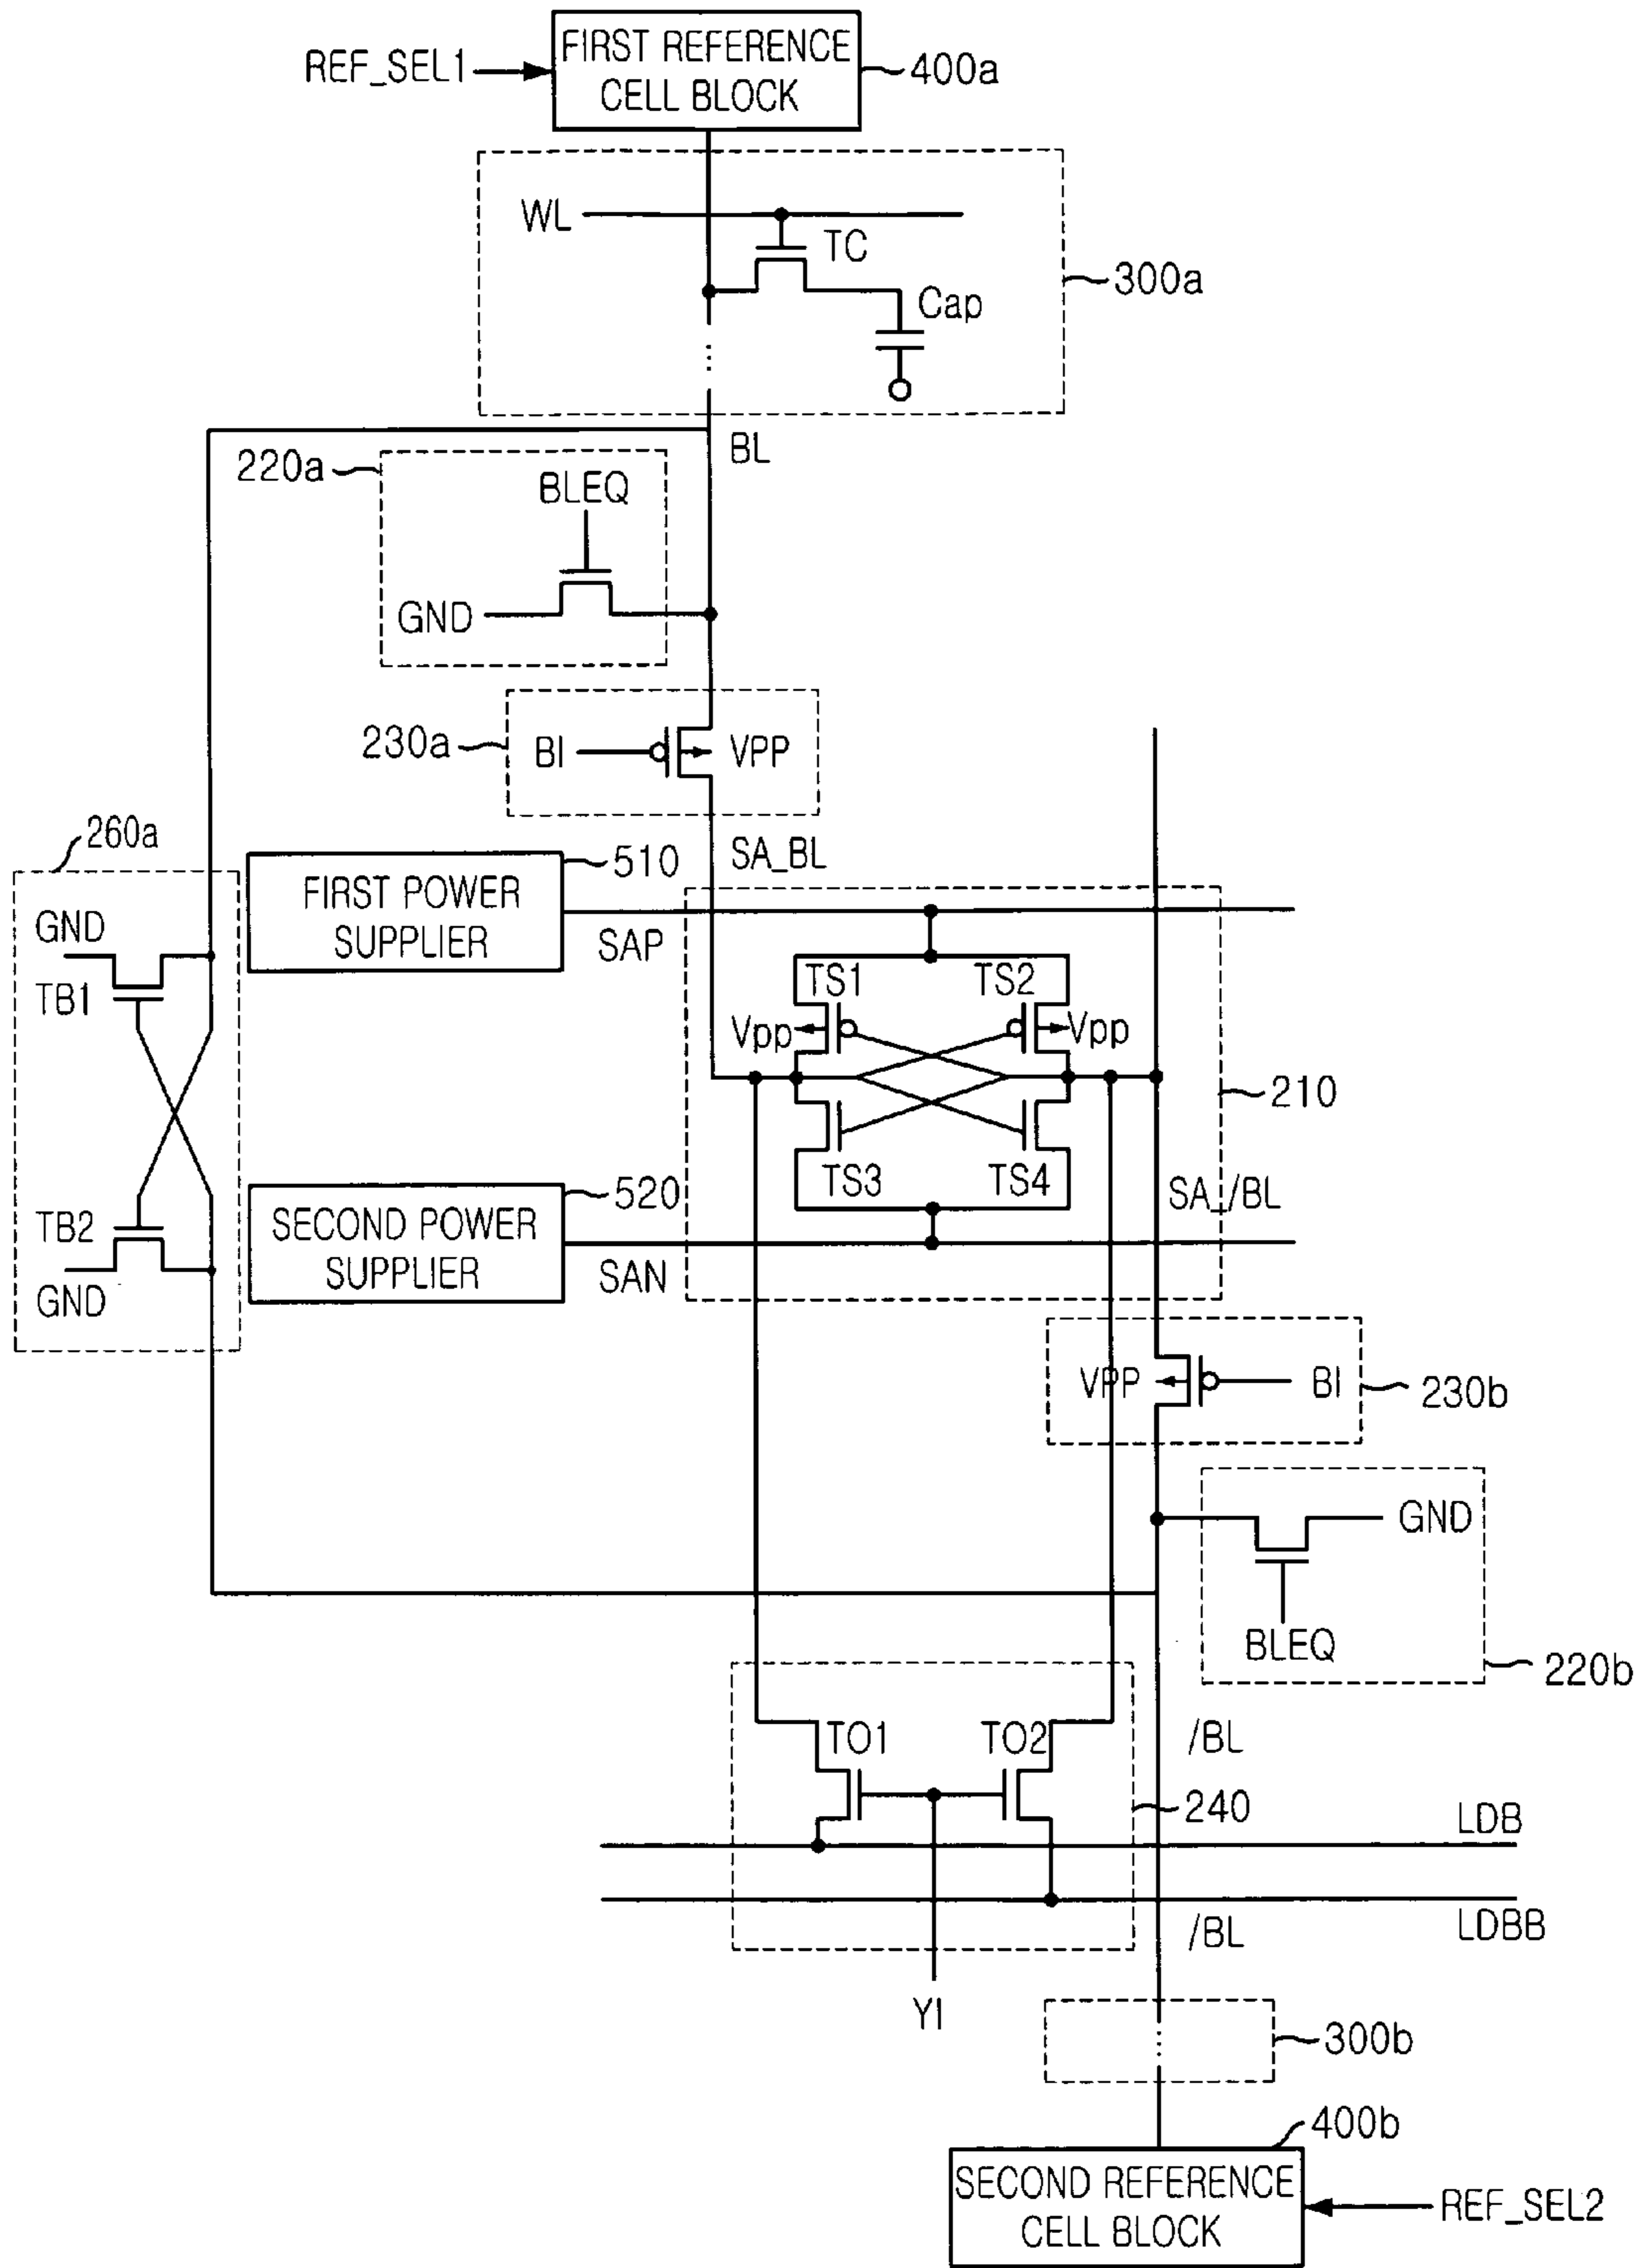 FIRST REFERENCE
CELL BLOCK
REF_SEL1
400a
WL
TC
Cap
300a
BL
220a
BLEQ
GND
230a
BI
VPP
SA_BL
260a
FIRST POWER
SUPPLIER
510
SAP
GND
TB1
TS1
TS2
Vpp
Vpp
210
TS3
TS4
SA_/BL
TB2
GND
SECOND POWER
SUPPLIER
520
SAN
VPP
BI
230b
GND
BLEQ
220b
TO1
TO2
/BL
240
LDB
/BL
LDBB
YI
300b
400b
SECOND REFERENCE
CELL BLOCK
REF_SEL2